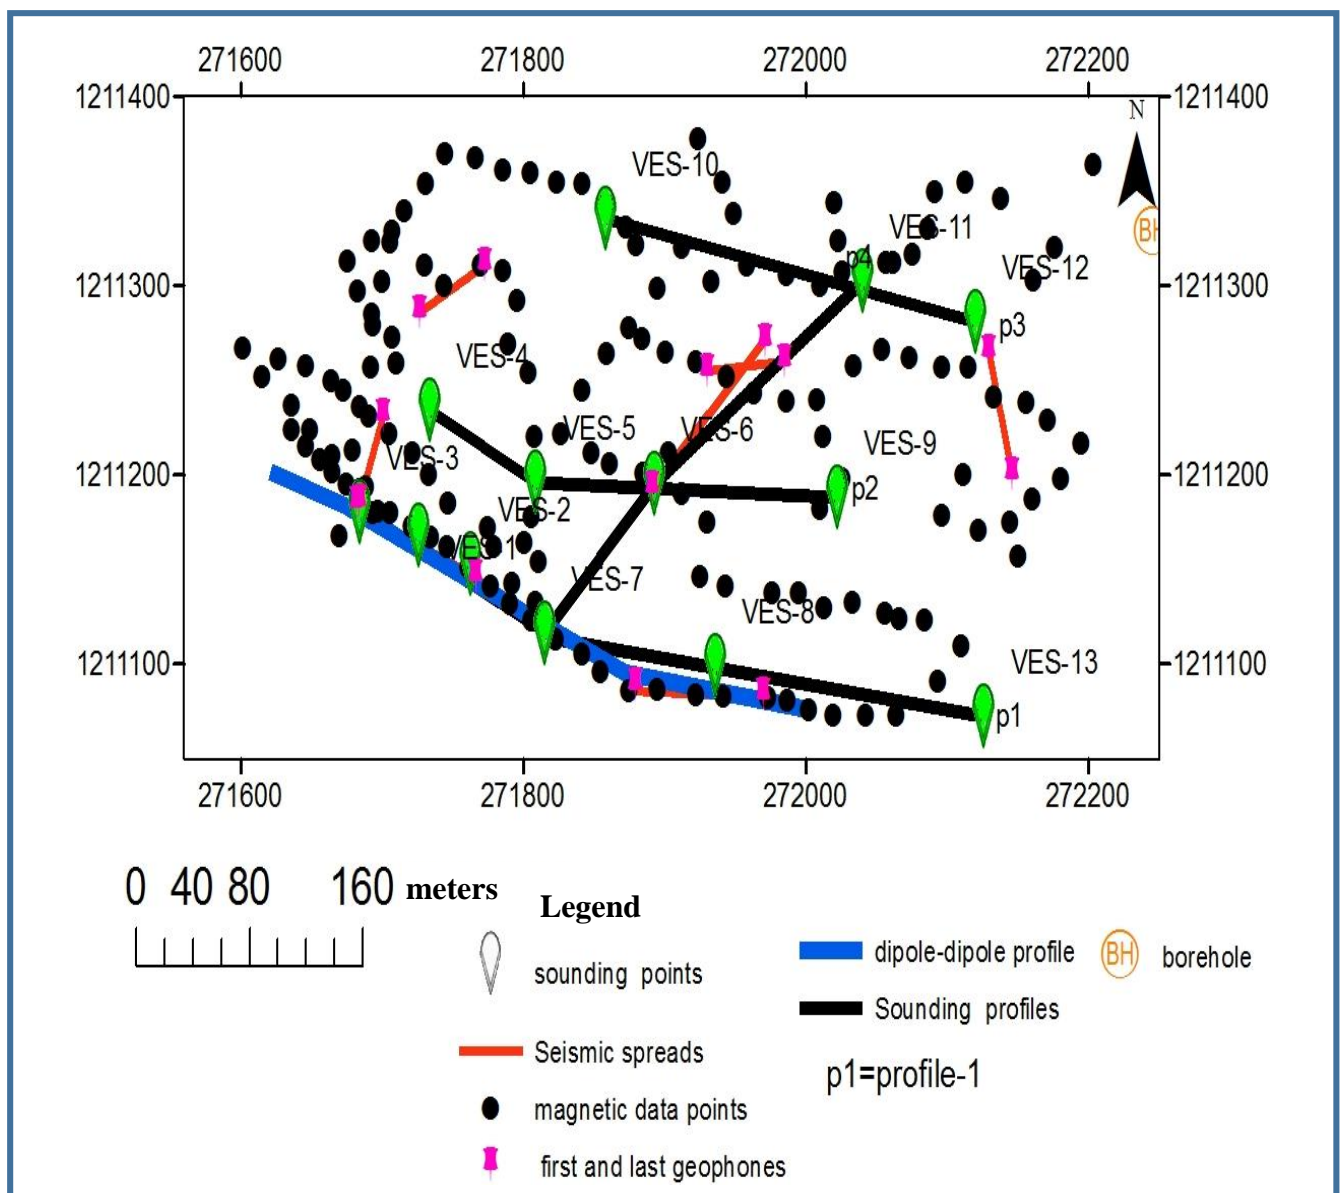 271600 271800 272000 272200
1211400 1211400
N
VES-10
BH
VES-11
p4
VES-12
1211300 1211300
p3
VES-4
VES-5
VES-6
VES-9
VES-3
1211200 1211200
p2
VES-2
VES-1
VES-7
VES-8
VES-13
1211100 1211100
p1
271600 271800 272000 272200
0 40 80 160 meters
Legend
sounding points
dipole-dipole profile
BH borehole
Sounding profiles
Seismic spreads
p1=profile-1
magnetic data points
first and last geophones